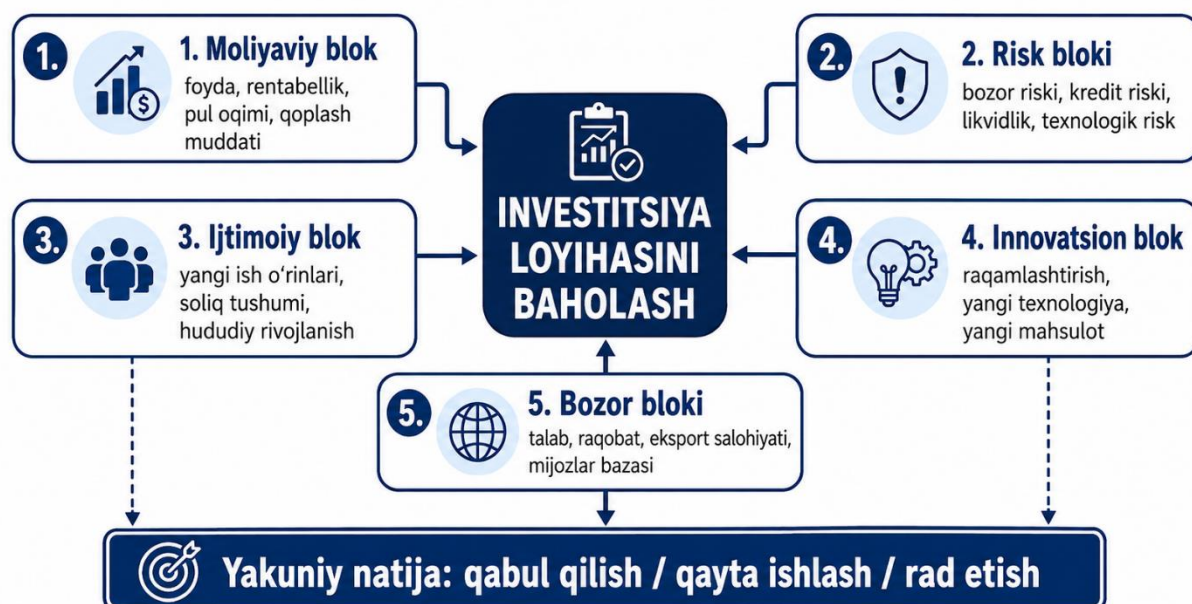 1.
1. Moliyaviy blok
foyda, rentabellik,
pul oqimi, qoplash
muddati
$
2.
2. Risk bloki
bozor riski, kredit riski,
likvidlik, texnologik risk
INVESTITSIYA
LOYIHASINI
BAHOLASH
3.
3. Ijtimoiy blok
yangi ish o‘rinlari,
soliq tushumi,
hududiy rivojlanish
4.
4. Innovatsion blok
raqamlashtirish,
yangi texnologiya,
yangi mahsulot
5.
5. Bozor bloki
talab, raqobat, eksport salohiyati,
mijozlar bazasi
Yakuniy natija: qabul qilish / qayta ishlash / rad etish